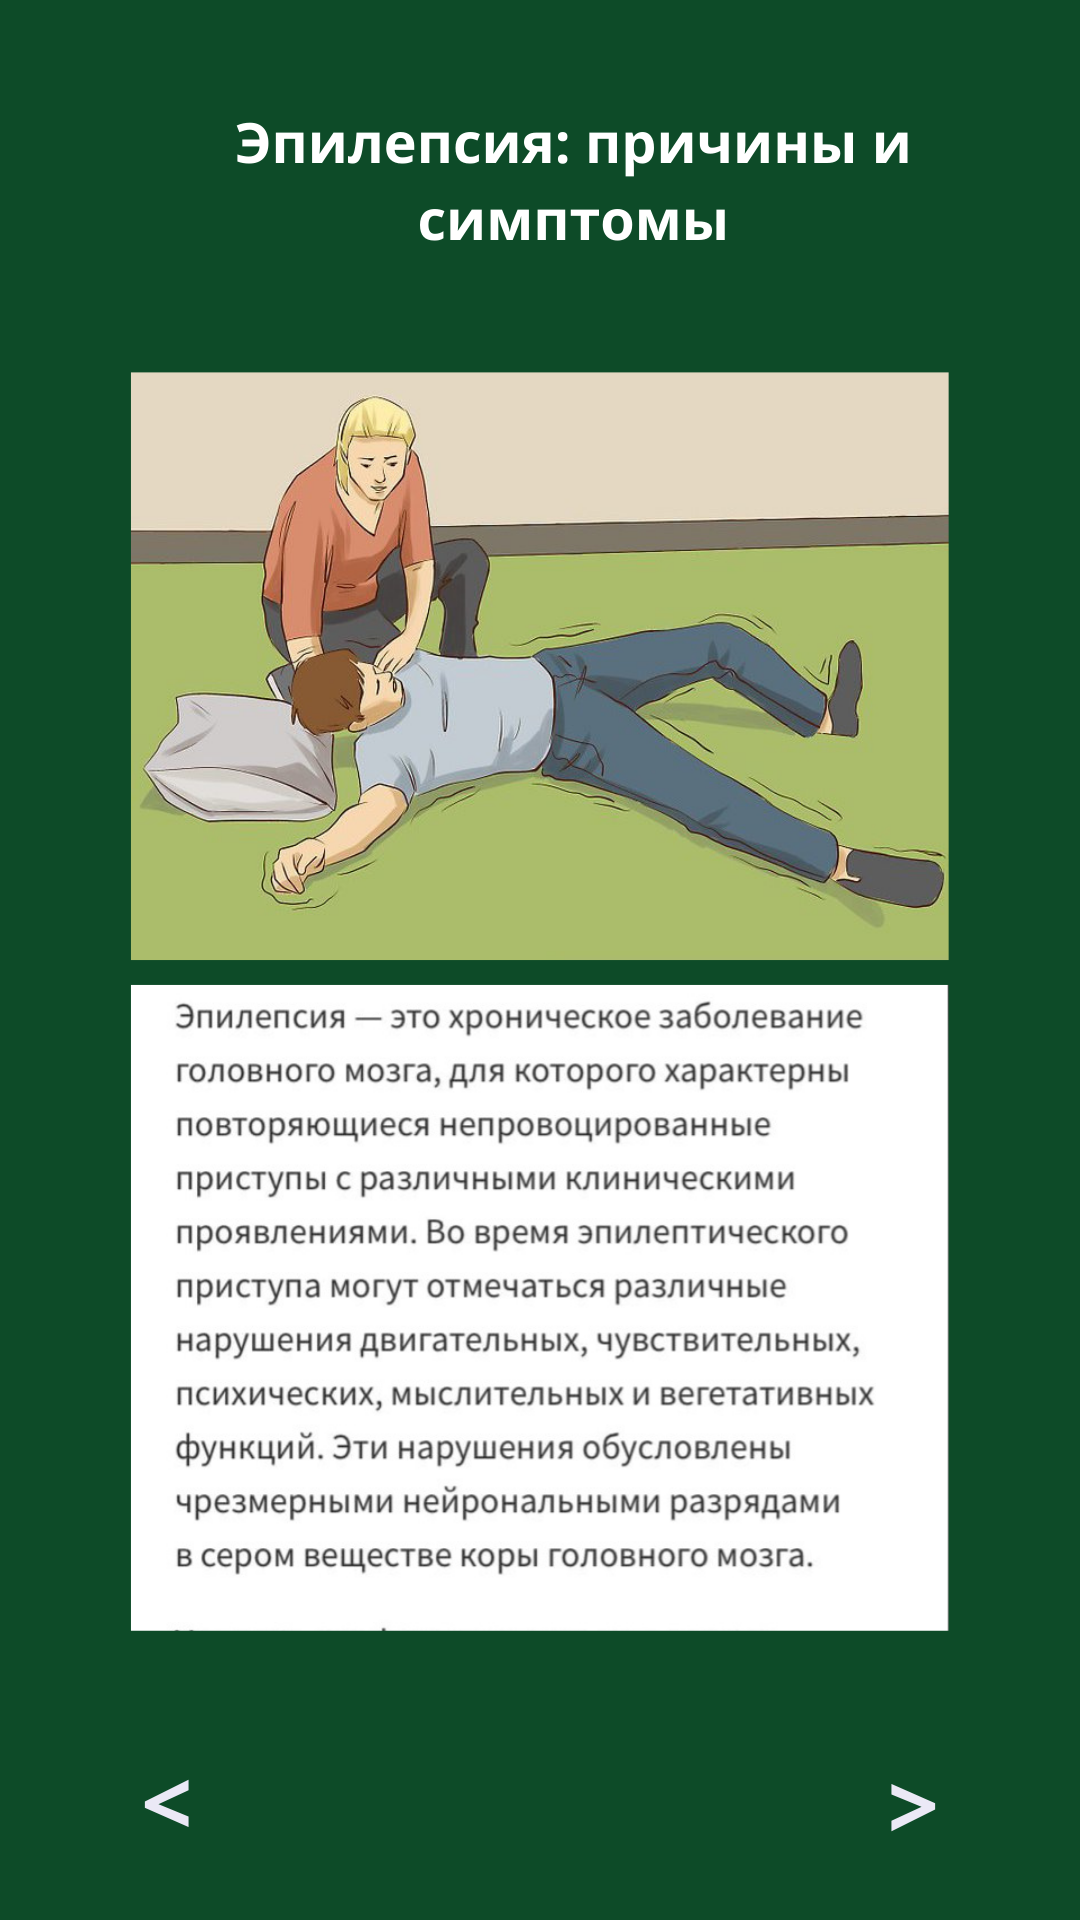 Эпилепсия: причины и
симптомы
Эпилепсия — это хроническое заболевание
головного мозга, для которого характерны
повторяющиеся непровоцированные
приступы с различными клиническими
проявлениями. Во время эпилептического
приступа могут отмечаться различные
нарушения двигательных, чувствительных,
психических, мыслительных и вегетативных
функций. Эти нарушения обусловлены
чрезмерными нейрональными разрядами
в сером веществе коры головного мозга.
< >